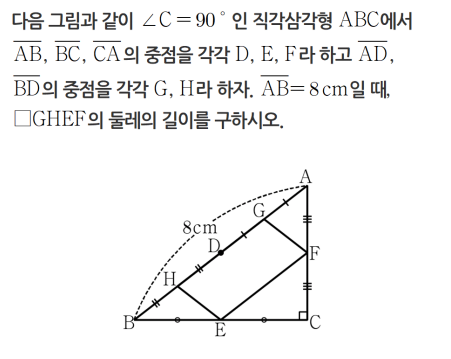 다음 그림과 같이 ∠C=90°인 직각삼각형 ABC에서
AB, BC, CA의 중점을 각각 D, E, F라 하고 AD,
BD의 중점을 각각 G, H라 하자. AB=8cm일 때,
□GHEF의 둘레의 길이를 구하시오.
A
G
8cm
D
F
H
B
E
C